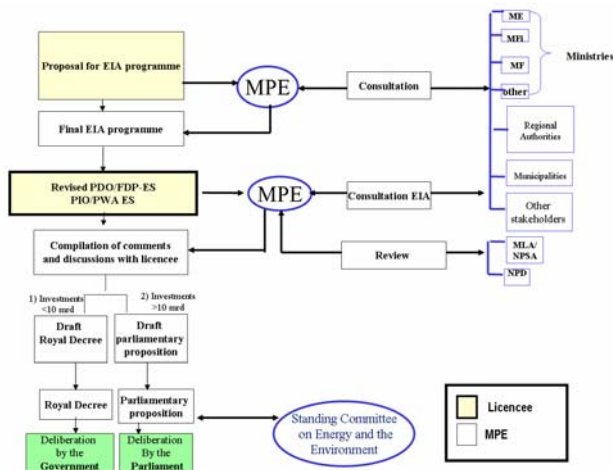 Proposal for EIA programme
MPE
Consultation
ME
MFI
MF
other
Ministries
Regional
Authorities
Final EIA programme
Revised PDO/FDP-ES
PIO/PWA ES
MPE
Consultation EIA
Municipalities
Other
stakeholders
Compilation of comments
and discussions with licencee
Review
MLA/
NPSA
NPD
1) Investments
<10 mrd
2) Investments
>10 mrd
Draft
Royal Decree
Draft
parliamentary
proposition
Royal Decree
Parliamentary
proposition
Standing Committee
on Energy and the
Environment
Deliberation
by the
Government
Deliberation
By the
Parliament
Licencee
MPE